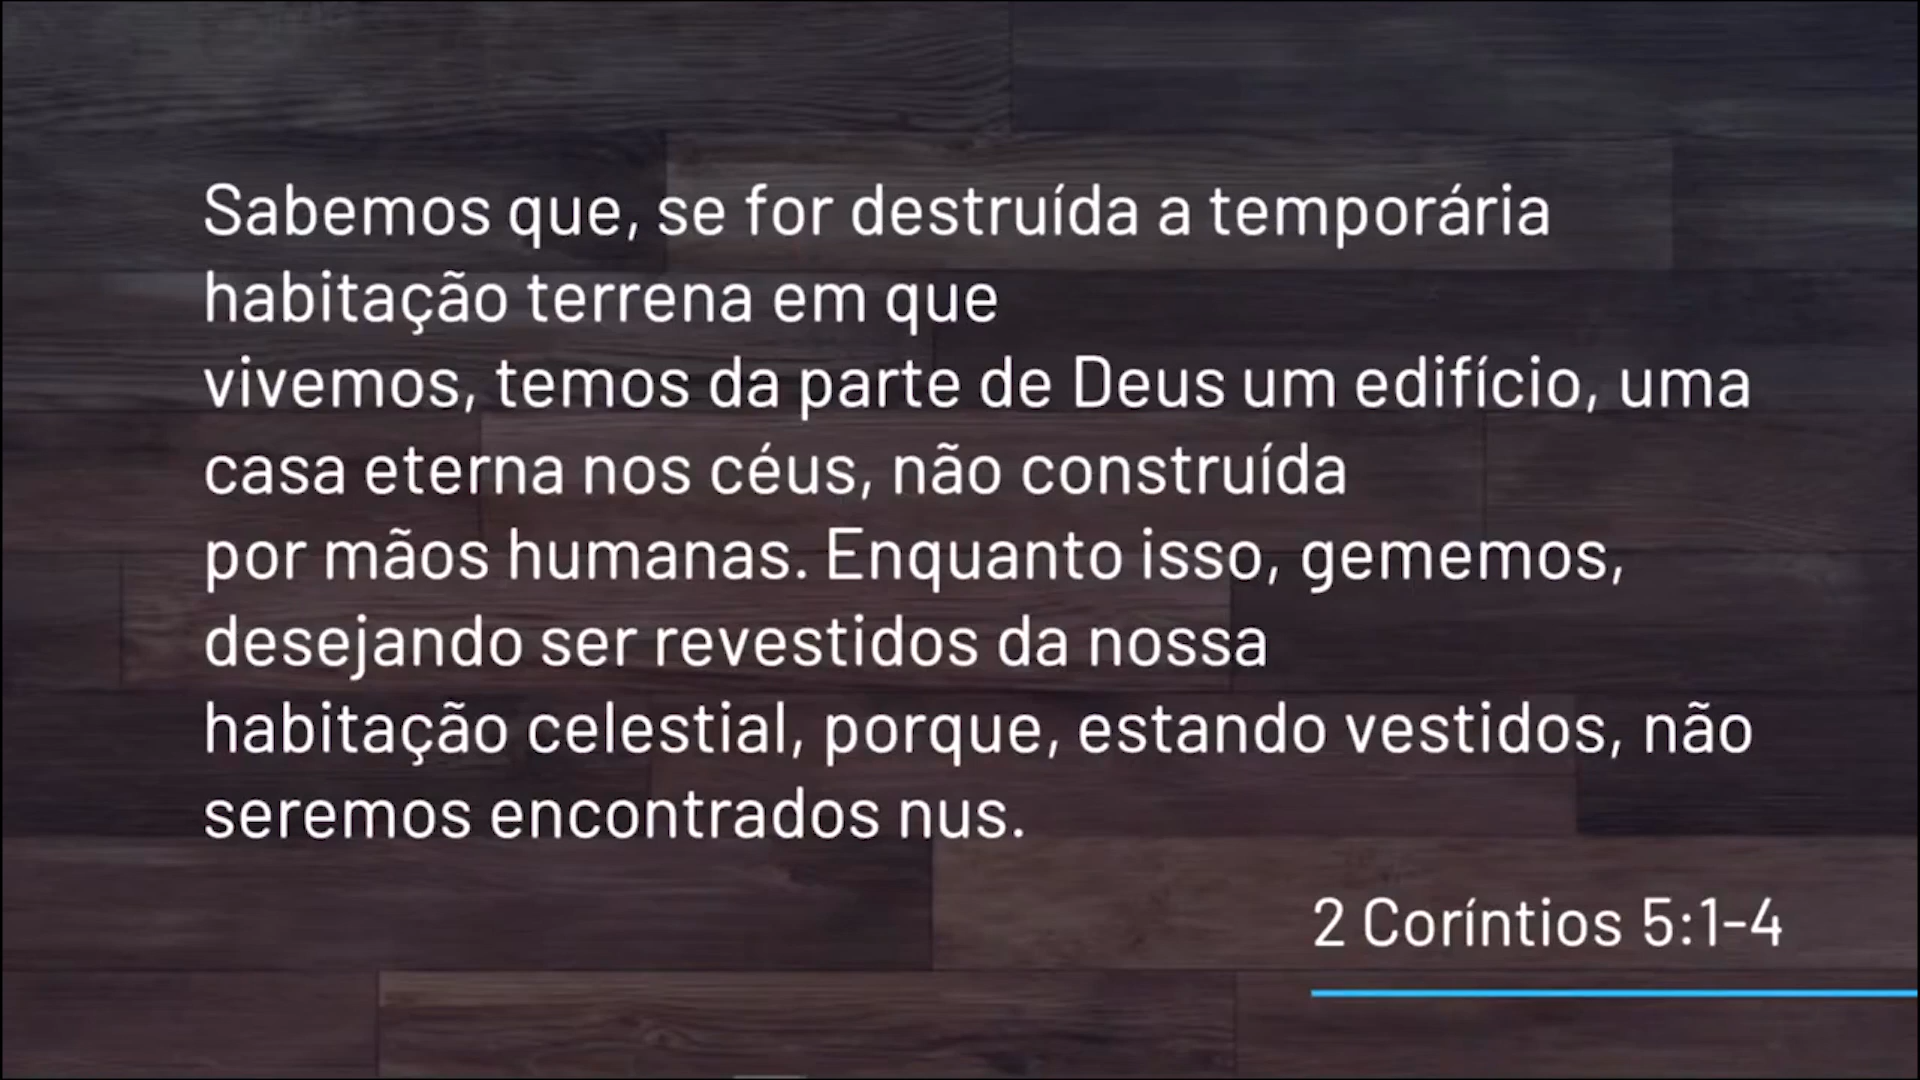 Sabemos que, se for destruída a temporária
habitação terrena em que
vivemos, temos da parte de Deus um edifício, uma
casa eterna nos céus, não construída
por mãos humanas. Enquanto isso, gememos,
desejando ser revestidos da nossa
habitação celestial, porque, estando vestidos, não
seremos encontrados nus.
2 Coríntios 5:1-4